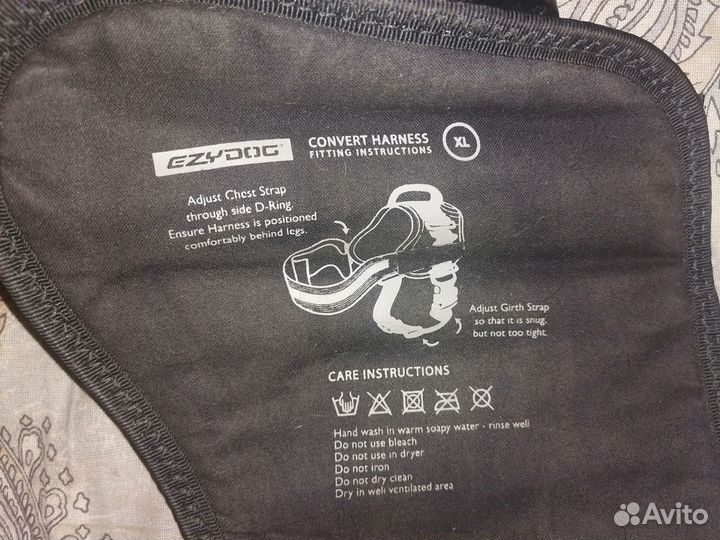 EZYDOG
CONVERT HARNESS
FITTING INSTRUCTIONS
XL
Adjust Chest Strap
through side D-Ring.
Ensure Harness is positioned
comfortably behind legs.
Adjust Girth Strap
so that it is snug,
but not too tight.
CARE INSTRUCTIONS
Hand wash in warm soapy water - rinse well
Do not use bleach
Do not use in dryer
Do not iron
Do not dry clean
Dry in well ventilated area
Avito